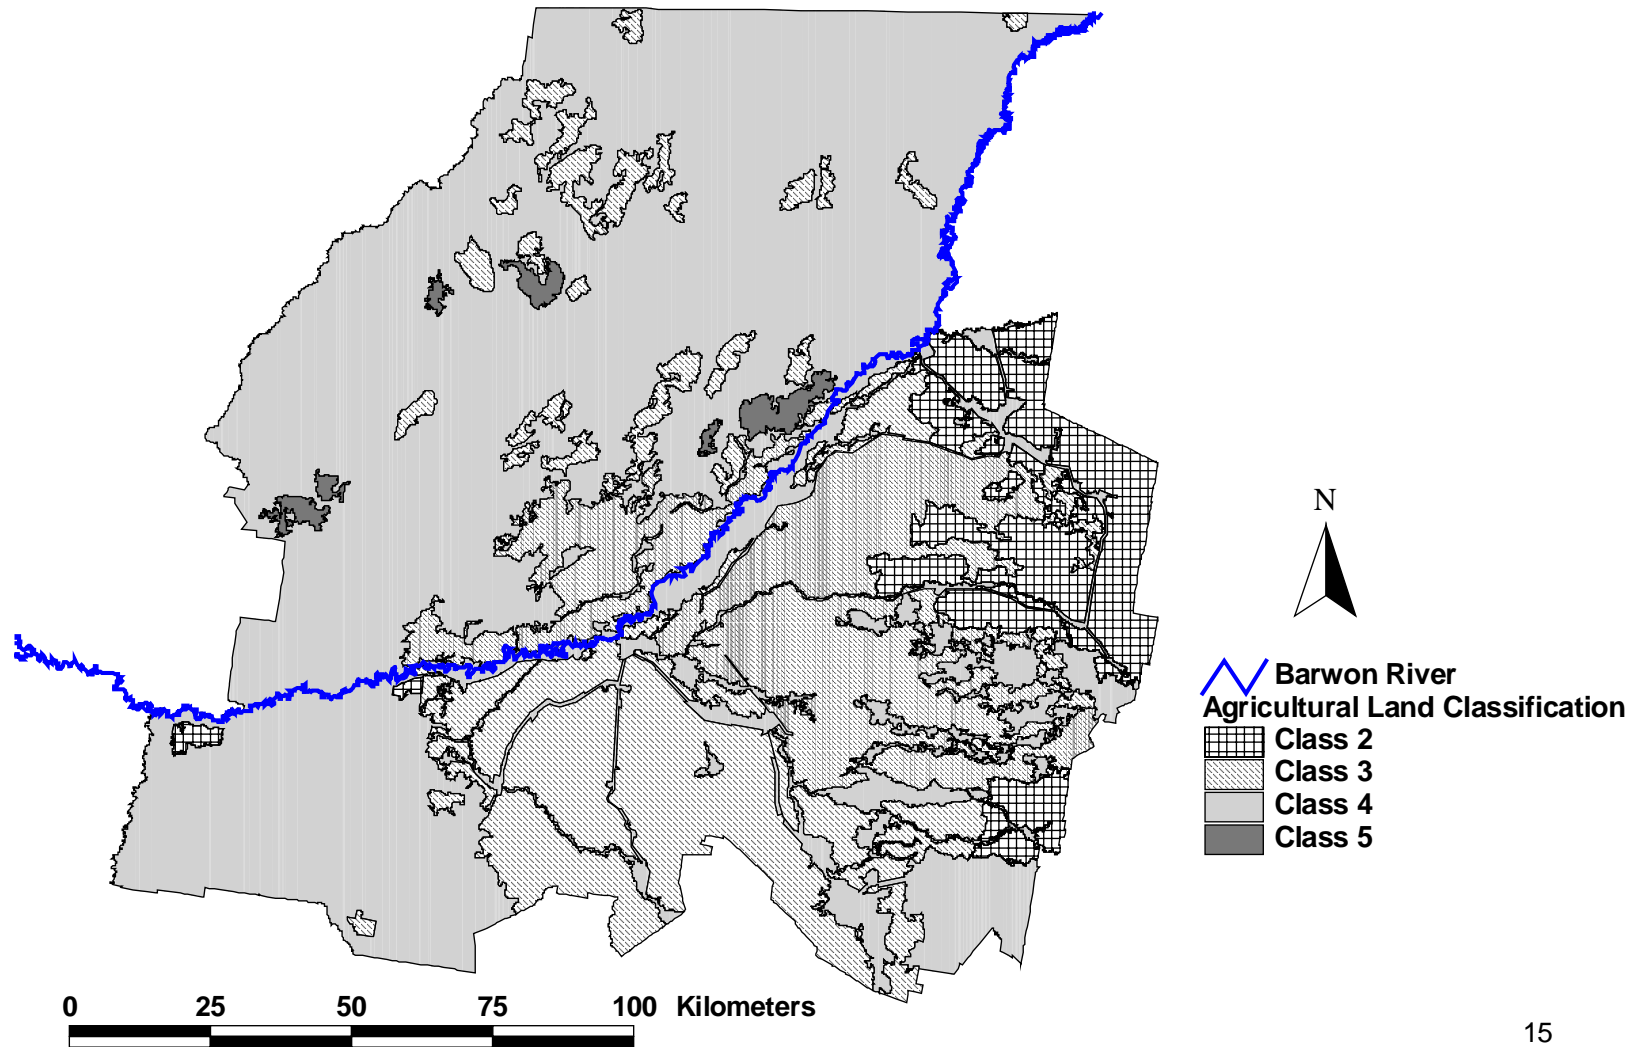 N
Barwon River
Agricultural Land Classification
Class 2
Class 3
Class 4
Class 5
0 25 50 75 100 Kilometers
15